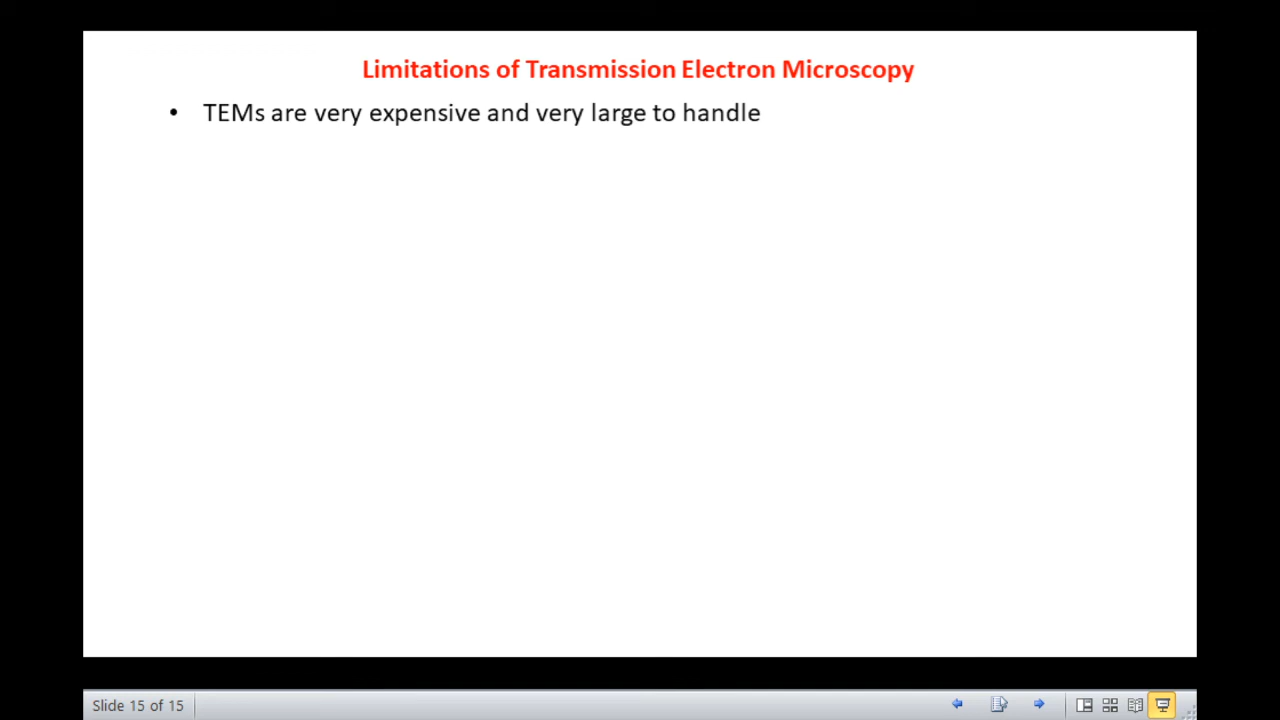 Limitations of Transmission Electron Microscopy
• TEMs are very expensive and very large to handle
Slide 15 of 15